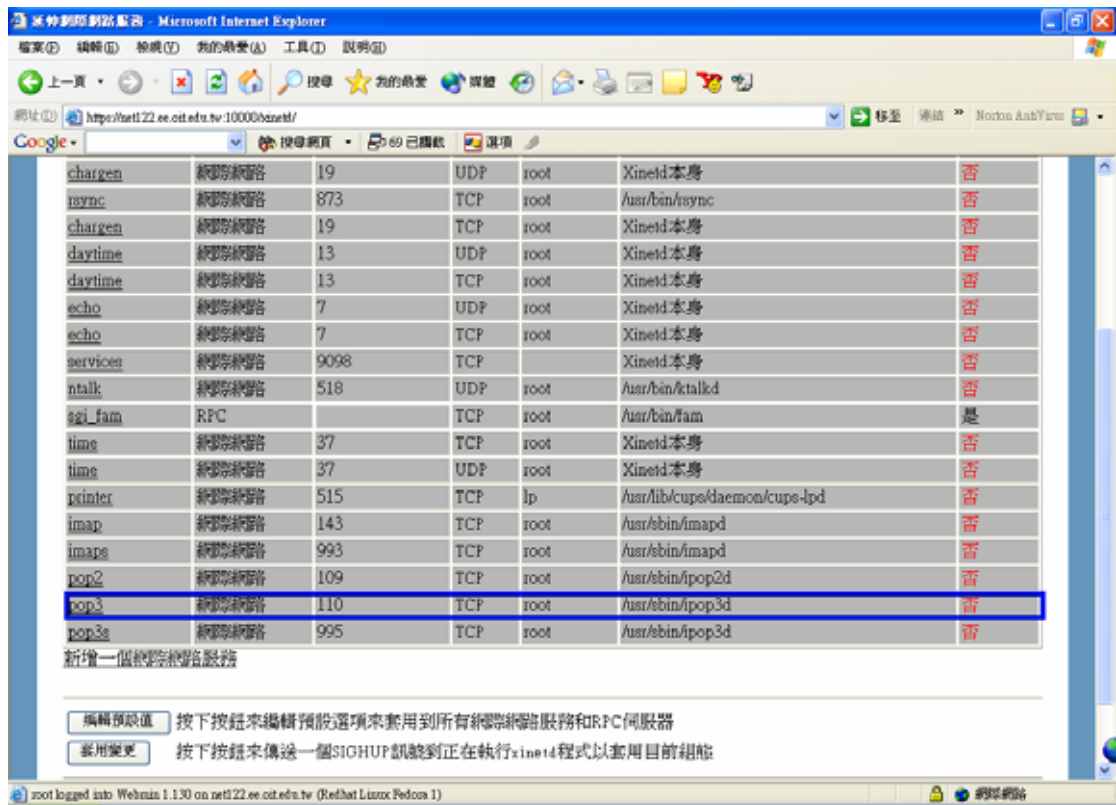 延伸網際網路服務 - Microsoft Internet Explorer
檔案(F) 編輯(E) 檢視(V) 我的最愛(A) 工具(T) 說明(H)
上一頁 搜尋 我的最愛 媒體
網址(D) https://net122.ee.oit.edu.tw:10000/xinetd/ 移至 連結 » Norton AntiVirus
Google 搜尋網頁 69 已攔截 選項
chargen 網際網路 19 UDP root Xinetd本身 否
rsync 網際網路 873 TCP root /usr/bin/rsync 否
chargen 網際網路 19 TCP root Xinetd本身 否
daytime 網際網路 13 UDP root Xinetd本身 否
daytime 網際網路 13 TCP root Xinetd本身 否
echo 網際網路 7 UDP root Xinetd本身 否
echo 網際網路 7 TCP root Xinetd本身 否
services 網際網路 9098 TCP Xinetd本身 否
ntalk 網際網路 518 UDP root /usr/bin/ktalkd 否
sgi_fam RPC TCP root /usr/bin/fam 是
time 網際網路 37 TCP root Xinetd本身 否
time 網際網路 37 UDP root Xinetd本身 否
printer 網際網路 515 TCP lp /usr/lib/cups/daemon/cups-lpd 否
imap 網際網路 143 TCP root /usr/sbin/imapd 否
imaps 網際網路 993 TCP root /usr/sbin/imapd 否
pop2 網際網路 109 TCP root /usr/sbin/ipop2d 否
pop3 網際網路 110 TCP root /usr/sbin/ipop3d 否
pop3s 網際網路 995 TCP root /usr/sbin/ipop3d 否
新增一個網際網路服務
編輯預設值 按下按鈕來編輯預設選項來套用到所有網際網路服務和RPC伺服器
套用變更 按下按鈕來傳送一個SIGHUP訊號到正在執行xinetd程式以套用目前組態
root logged into Webmin 1.130 on net122.ee.oit.edu.tw (Redhat Linux Fedora 1) 網際網路